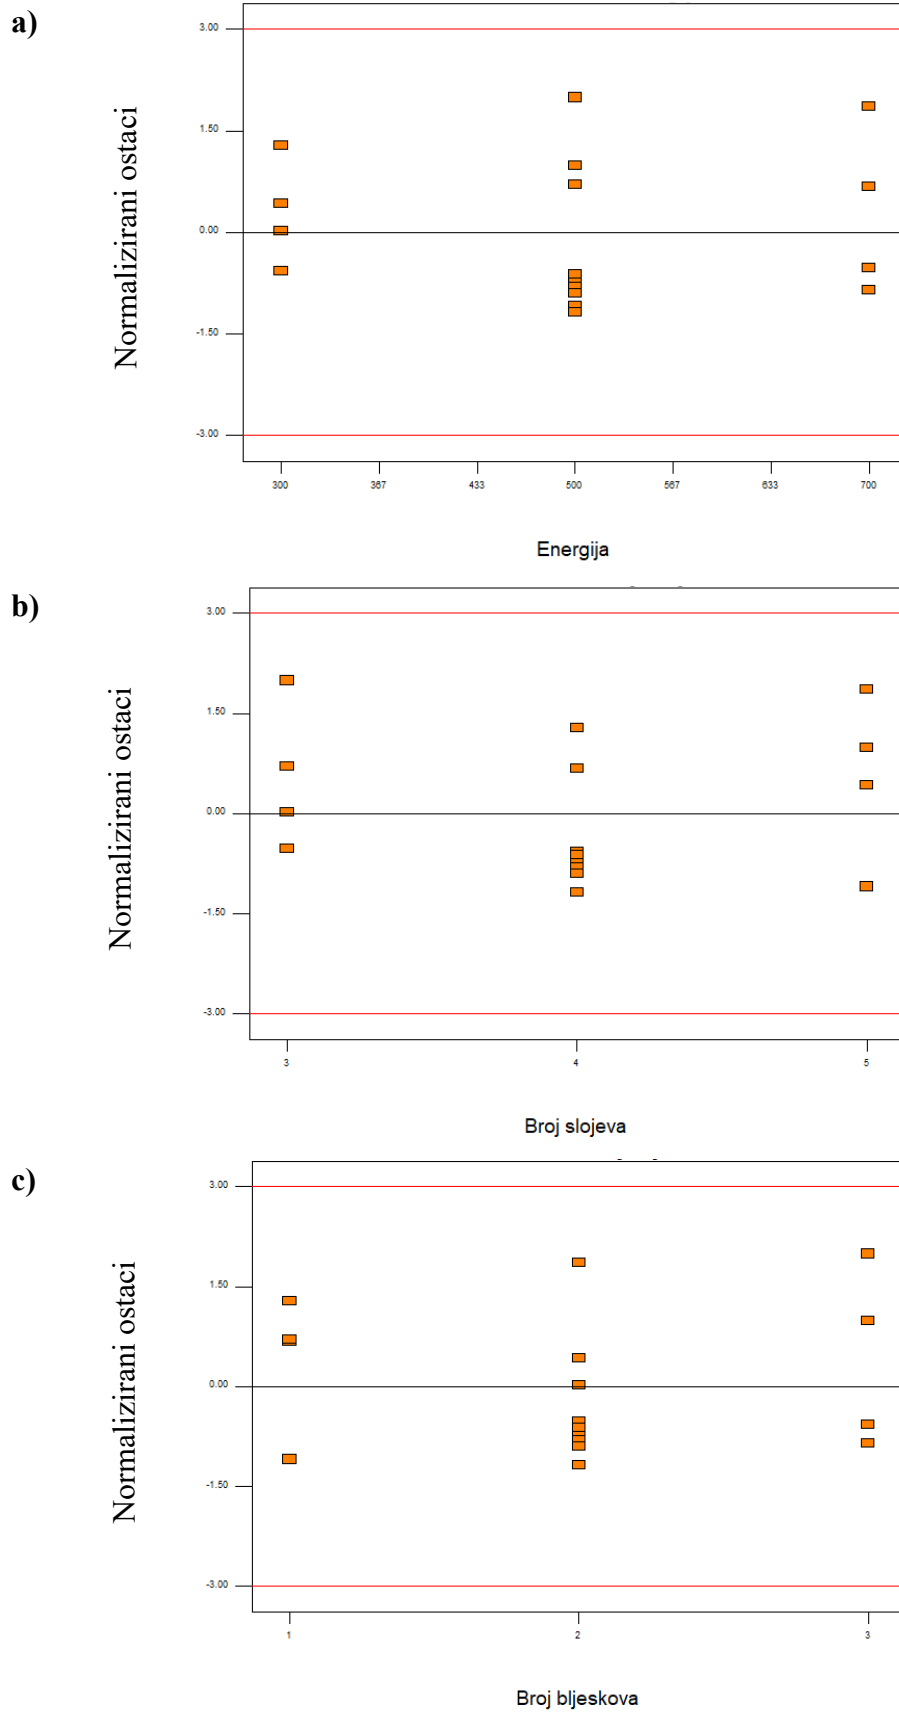 a)
Normalizirani ostaci
3.00
1.50
0.00
-1.50
-3.00
300 367 433 500 567 633 700
Energija
b)
Normalizirani ostaci
3.00
1.50
0.00
-1.50
-3.00
3 4 5
Broj slojeva
c)
Normalizirani ostaci
3.00
1.50
0.00
-1.50
-3.00
1 2 3
Broj bljeskova